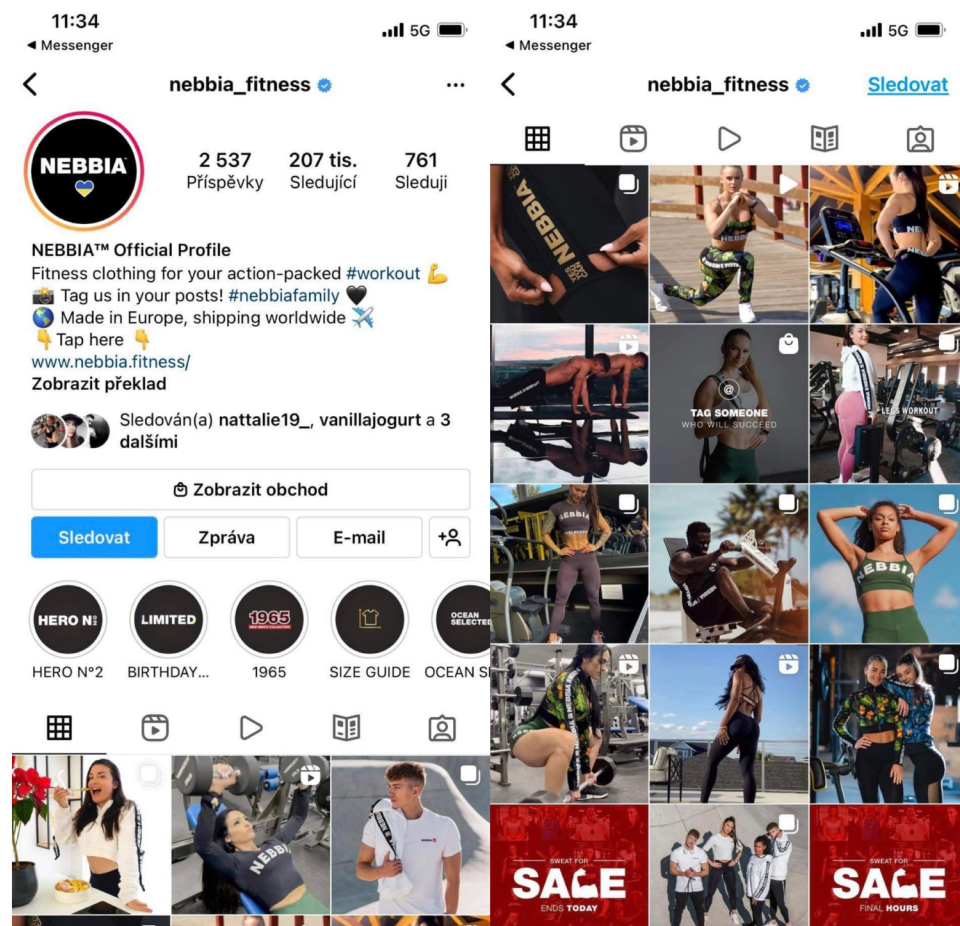 11:34
5G
◀ Messenger
nebbia_fitness
NEBBIA
2 537
207 tis.
761
Příspěvky
Sledující
Sleduji
NEBBIA™ Official Profile
Fitness clothing for your action-packed #workout 💪
📸 Tag us in your posts! #nebbiafamily 🖤
🌎 Made in Europe, shipping worldwide ✈️
👇Tap here 👇
www.nebbia.fitness/
Zobrazit překlad
Sledován(a) nattalie19_, vanillajogurt a 3
dalšími
Zobrazit obchod
Sledovat
Zpráva
E-mail
HERO N°2
LIMITED
1965
OCEAN
SELECTED
HERO N°2
BIRTHDAY...
1965
SIZE GUIDE
OCEAN S
NEBBIA
11:34
5G
◀ Messenger
nebbia_fitness
Sledovat
NEBBIA
HEBB
NE
@
TAG SOMEONE
WHO WILL SUCCEED
LEGS WORKOUT
NEBBIA
NEBBIA
SWEAT FOR
SALE
ENDS TODAY
SWEAT FOR
SALE
FINAL HOURS